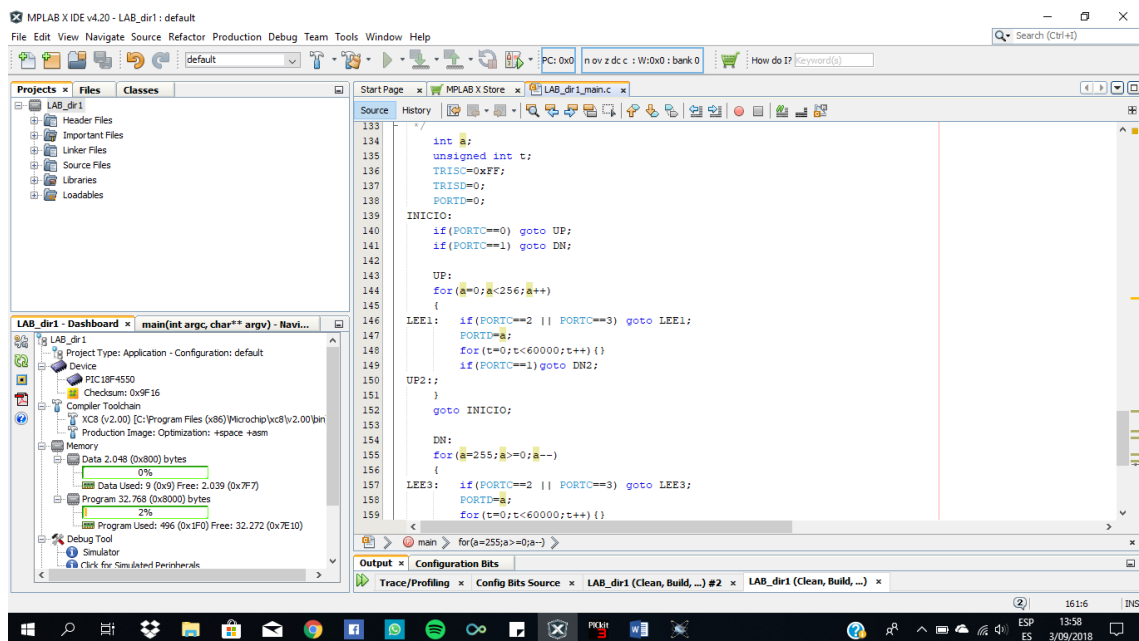 MPLAB X IDE v4.20 - LAB_dir1 : default
File Edit View Navigate Source Refactor Production Debug Team Tools Window Help
Search (Ctrl+I)
default
PC: 0x0
n ov z dc c : W:0x0 : bank 0
How do I? Keyword(s)
Projects x Files Classes
LAB_dir1
Header Files
Important Files
Linker Files
Source Files
Libraries
Loadables
LAB_dir1 - Dashboard x main(int argc, char** argv) - Navi...
LAB_dir1
Project Type: Application - Configuration: default
Device
PIC18F4550
Checksum: 0x9F16
Compiler Toolchain
XC8 (v2.00) [C:\Program Files (x86)\Microchip\xc8\v2.00\bin
Production Image: Optimization: +space +asm
Memory
Data 2.048 (0x800) bytes
0%
Data Used: 9 (0x9) Free: 2.039 (0x7F7)
Program 32.768 (0x8000) bytes
2%
Program Used: 496 (0x1F0) Free: 32.272 (0x7E10)
Debug Tool
Simulator
Click for Simulated Peripherals
Start Page x MPLAB X Store x LAB_dir1_main.c x
Source History
133 */
134 int a;
135 unsigned int t;
136 TRISC=0xFF;
137 TRISD=0;
138 PORTD=0;
139 INICIO:
140 if(PORTC==0) goto UP;
141 if(PORTC==1) goto DN;
142
143 UP:
144 for(a=0;a<256;a++)
145 {
146 LEE1: if(PORTC==2 || PORTC==3) goto LEE1;
147 PORTD=a;
148 for(t=0;t<60000;t++){}
149 if(PORTC==1)goto DN2;
150 UP2:;
151 }
152 goto INICIO;
153
154 DN:
155 for(a=255;a>=0;a--)
156 {
157 LEE3: if(PORTC==2 || PORTC==3) goto LEE3;
158 PORTD=a;
159 for(t=0;t<60000;t++){}
main for(a=255;a>=0;a--)
Output x Configuration Bits
Trace/Profiling x Config Bits Source x LAB_dir1 (Clean, Build, ...) #2 x LAB_dir1 (Clean, Build, ...) x
2 161:6 INS
PICkit 3
ESP
ES
13:58
3/09/2018